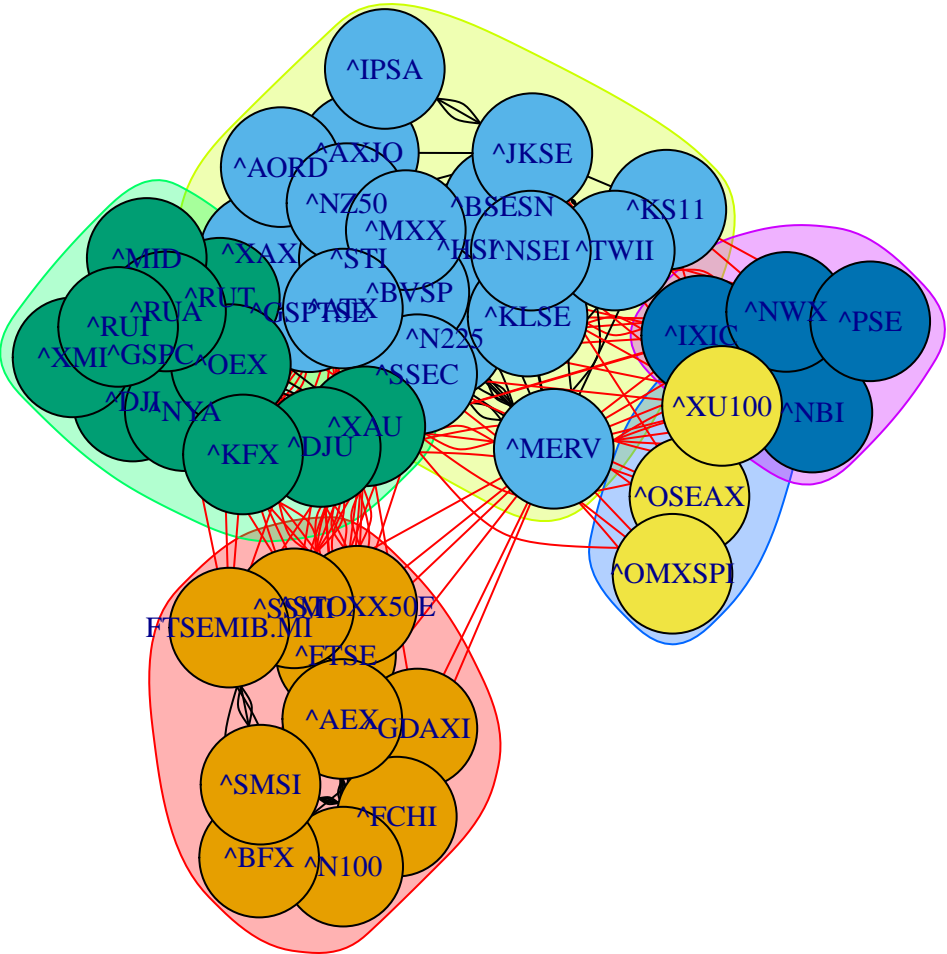 ^IPSA
^AXJO
^JKSE
^AORD
^NZ50
^BSESN
^KS11
^MXX
^XAX
^STI
^HSI
^NSEI
^TWII
^MID
^RUT
^BVSP
^RUA
^GSPTSE
^ATX
^KLSE
^NWX
^PSE
^RUI
^N225
^IXIC
^XMI
^GSPC
^OEX
^SSEC
^DJI
^NYA
^XU100
^NBI
^XAU
^KFX
^DJU
^MERV
^OSEAX
^OMXSPI
^SSMI
^STOXX50E
FTSEMIB.MI
^FTSE
^AEX
^GDAXI
^SMSI
^FCHI
^BFX
^N100